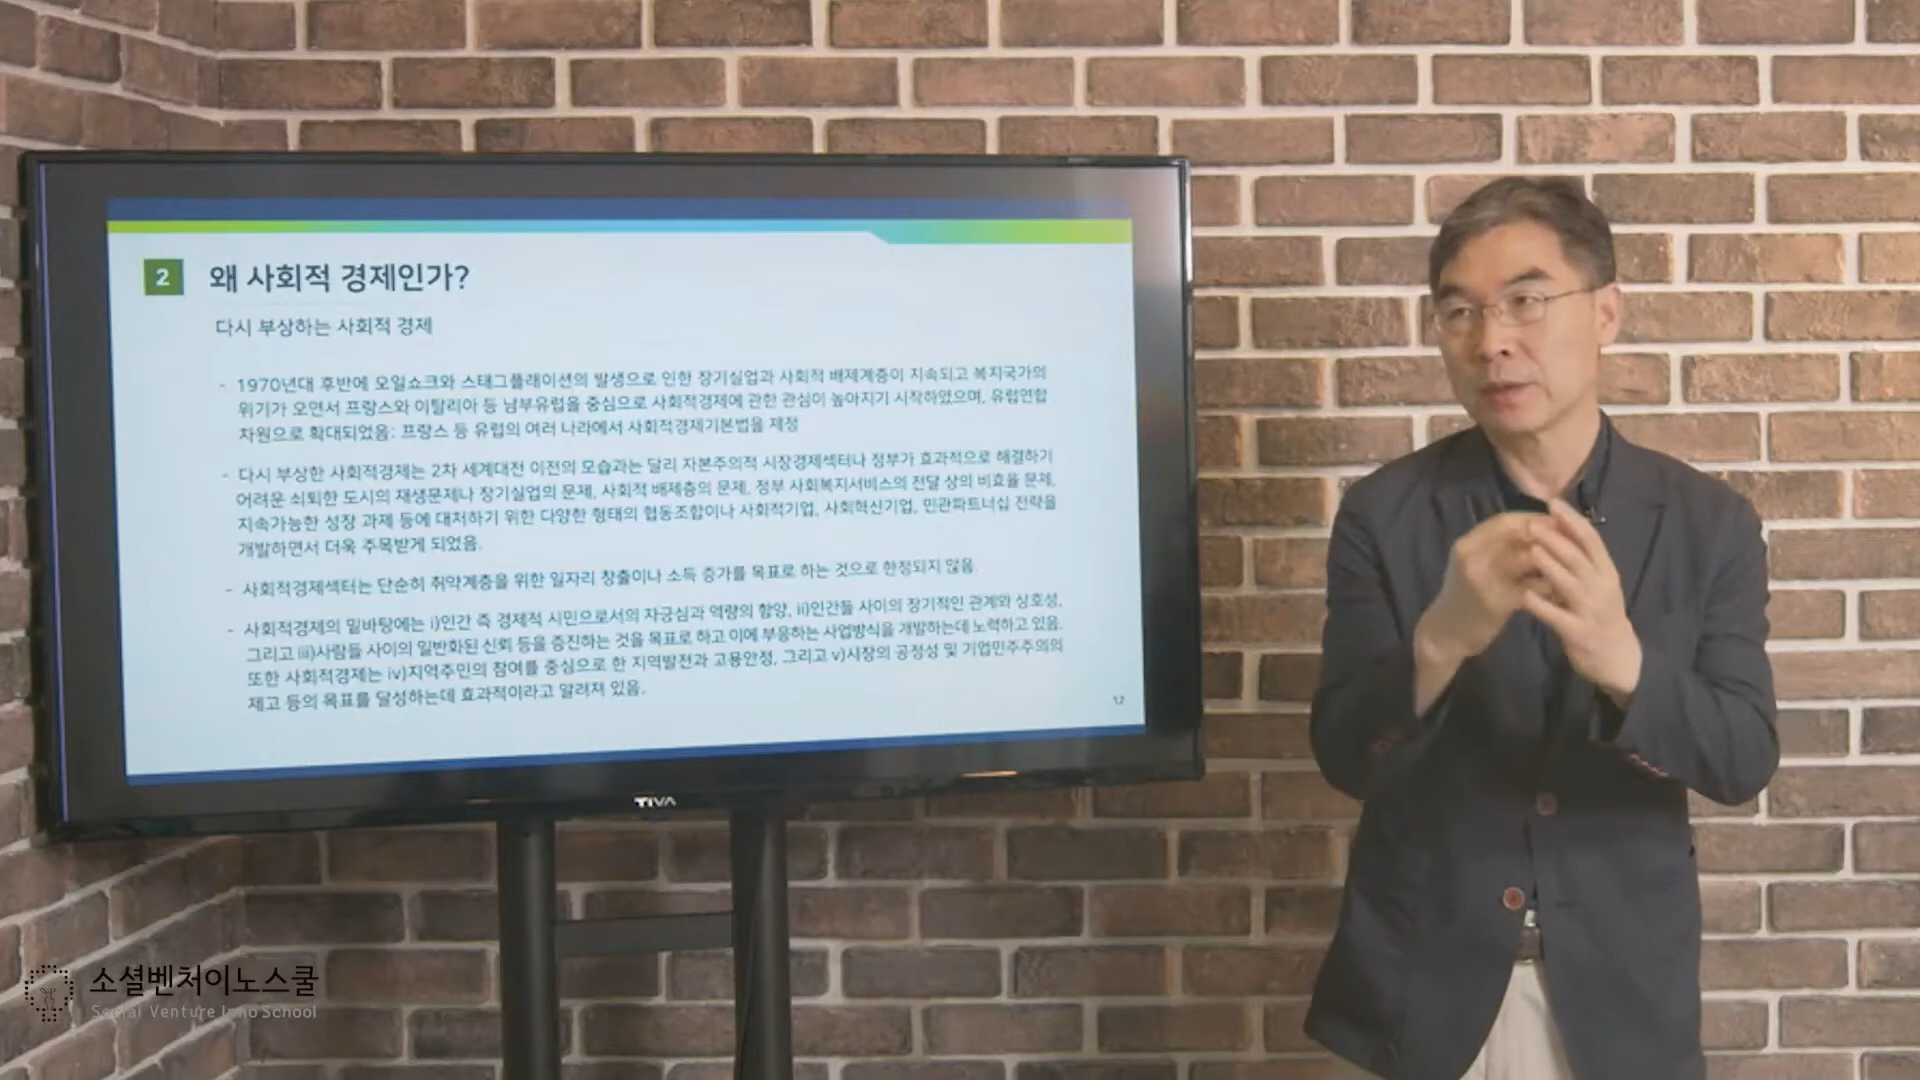 2 왜 사회적 경제인가?
다시 부상하는 사회적 경제
- 1970년대 후반에 오일쇼크와 스태그플래이션의 발생으로 인한 장기실업과 사회적 배제계층이 지속되고 복지국가의
위기가 오면서 프랑스와 이탈리아 등 남부유럽을 중심으로 사회적경제에 관한 관심이 높아지기 시작하였으며, 유럽연합
차원으로 확대되었음: 프랑스 등 유럽의 여러 나라에서 사회적경제기본법을 제정
- 다시 부상한 사회적경제는 2차 세계대전 이전의 모습과는 달리 자본주의적 시장경제섹터나 정부가 효과적으로 해결하기
어려운 쇠퇴한 도시의 재생문제나 장기실업의 문제, 사회적 배제층의 문제, 정부 사회복지서비스의 전달 상의 비효율 문제,
지속가능한 성장 과제 등에 대처하기 위한 다양한 형태의 협동조합이나 사회적기업, 사회혁신기업, 민관파트너십 전략을
개발하면서 더욱 주목받게 되었음.
- 사회적경제섹터는 단순히 취약계층을 위한 일자리 창출이나 소득 증가를 목표로 하는 것으로 한정되지 않음.
- 사회적경제의 밑바탕에는 i)인간 즉 경제적 시민으로서의 자긍심과 역량의 함양, ii)인간들 사이의 장기적인 관계와 상호성,
그리고 iii)사람들 사이의 일반화된 신뢰 등을 증진하는 것을 목표로 하고 이에 부응하는 사업방식을 개발하는데 노력하고 있음.
또한 사회적경제는 iv)지역주민의 참여를 중심으로 한 지역발전과 고용안정, 그리고 v)시장의 공정성 및 기업민주주의의
제고 등의 목표를 달성하는데 효과적이라고 알려져 있음.
12
TIVA
소셜벤처이노스쿨
Social Venture Inno School